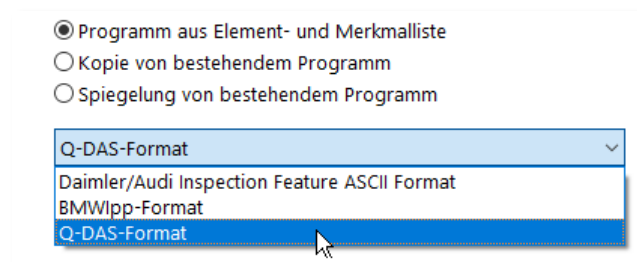 Programm aus Element- und Merkmalliste
Kopie von bestehendem Programm
Spiegelung von bestehendem Programm
Q-DAS-Format
Daimler/Audi Inspection Feature ASCII Format
BMWIpp-Format
Q-DAS-Format